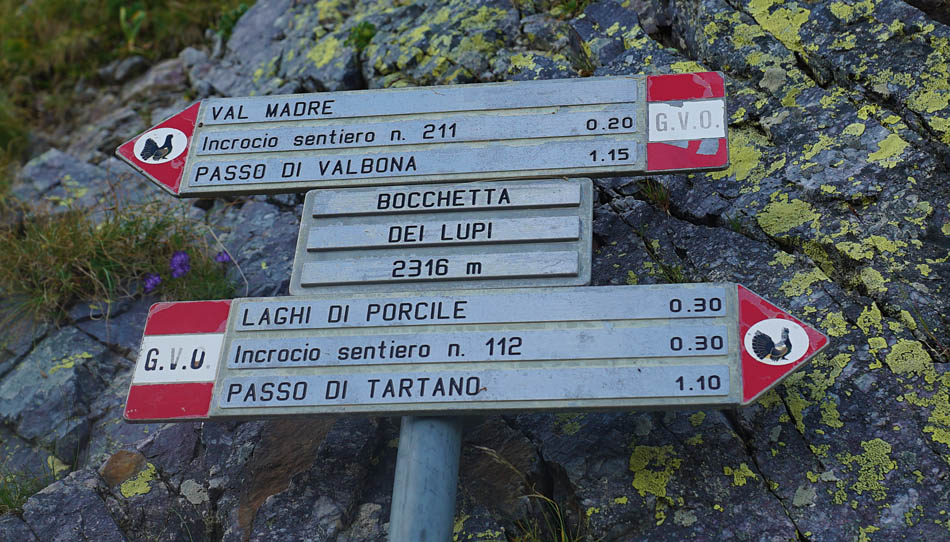 VAL MADRE
Incrocio sentiero n. 211 0.20
PASSO DI VALBONA 1.15
G.V.O.
BOCCHETTA
DEI LUPI
2316 m
G.V.O
LAGHI DI PORCILE 0.30
Incrocio sentiero n. 112 0.30
PASSO DI TARTANO 1.10